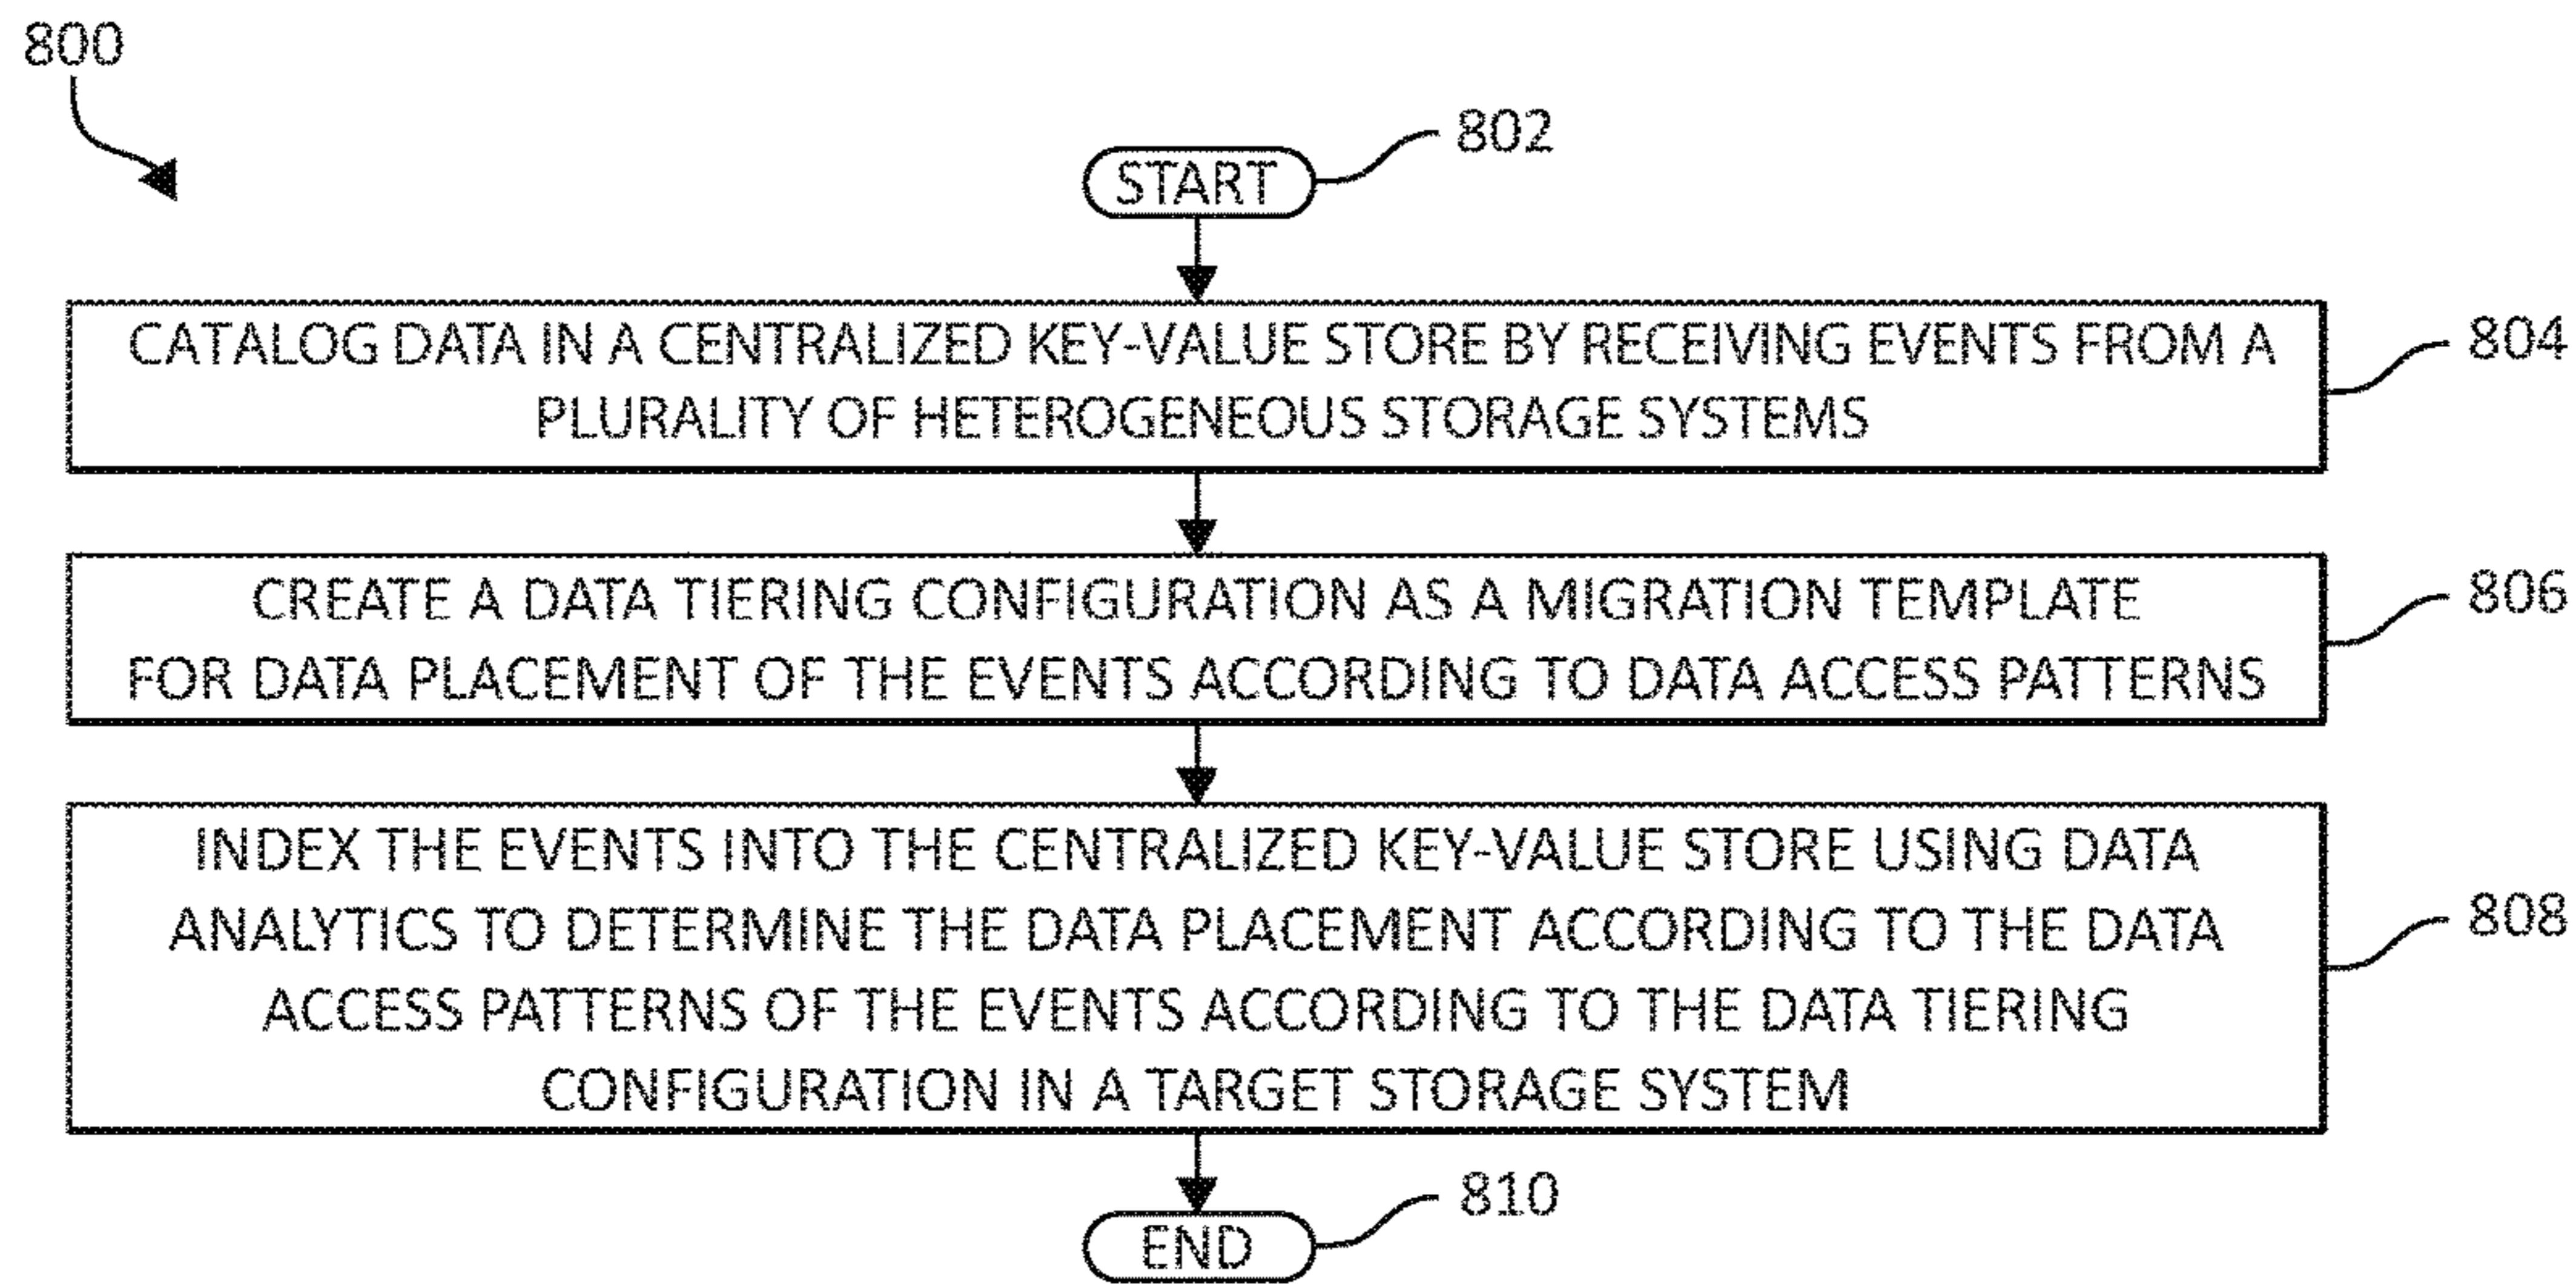 800
START
802
CATALOG DATA IN A CENTRALIZED KEY-VALUE STORE BY RECEIVING EVENTS FROM A
PLURALITY OF HETEROGENEOUS STORAGE SYSTEMS
804
CREATE A DATA TIERING CONFIGURATION AS A MIGRATION TEMPLATE
FOR DATA PLACEMENT OF THE EVENTS ACCORDING TO DATA ACCESS PATTERNS
806
INDEX THE EVENTS INTO THE CENTRALIZED KEY-VALUE STORE USING DATA
ANALYTICS TO DETERMINE THE DATA PLACEMENT ACCORDING TO THE DATA
ACCESS PATTERNS OF THE EVENTS ACCORDING TO THE DATA TIERING
CONFIGURATION IN A TARGET STORAGE SYSTEM
808
END
810